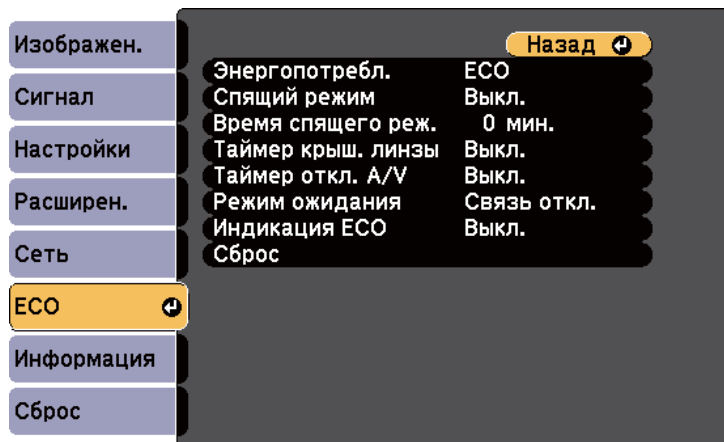 Изображен.
Сигнал
Настройки
Расширен.
Сеть
ECO
Информация
Сброс
Назад
Энергопотребл. ECO
Спящий режим Выкл.
Время спящего реж. 0 мин.
Таймер крыш. линзы Выкл.
Таймер откл. A/V Выкл.
Режим ожидания Связь откл.
Индикация ECO Выкл.
Сброс